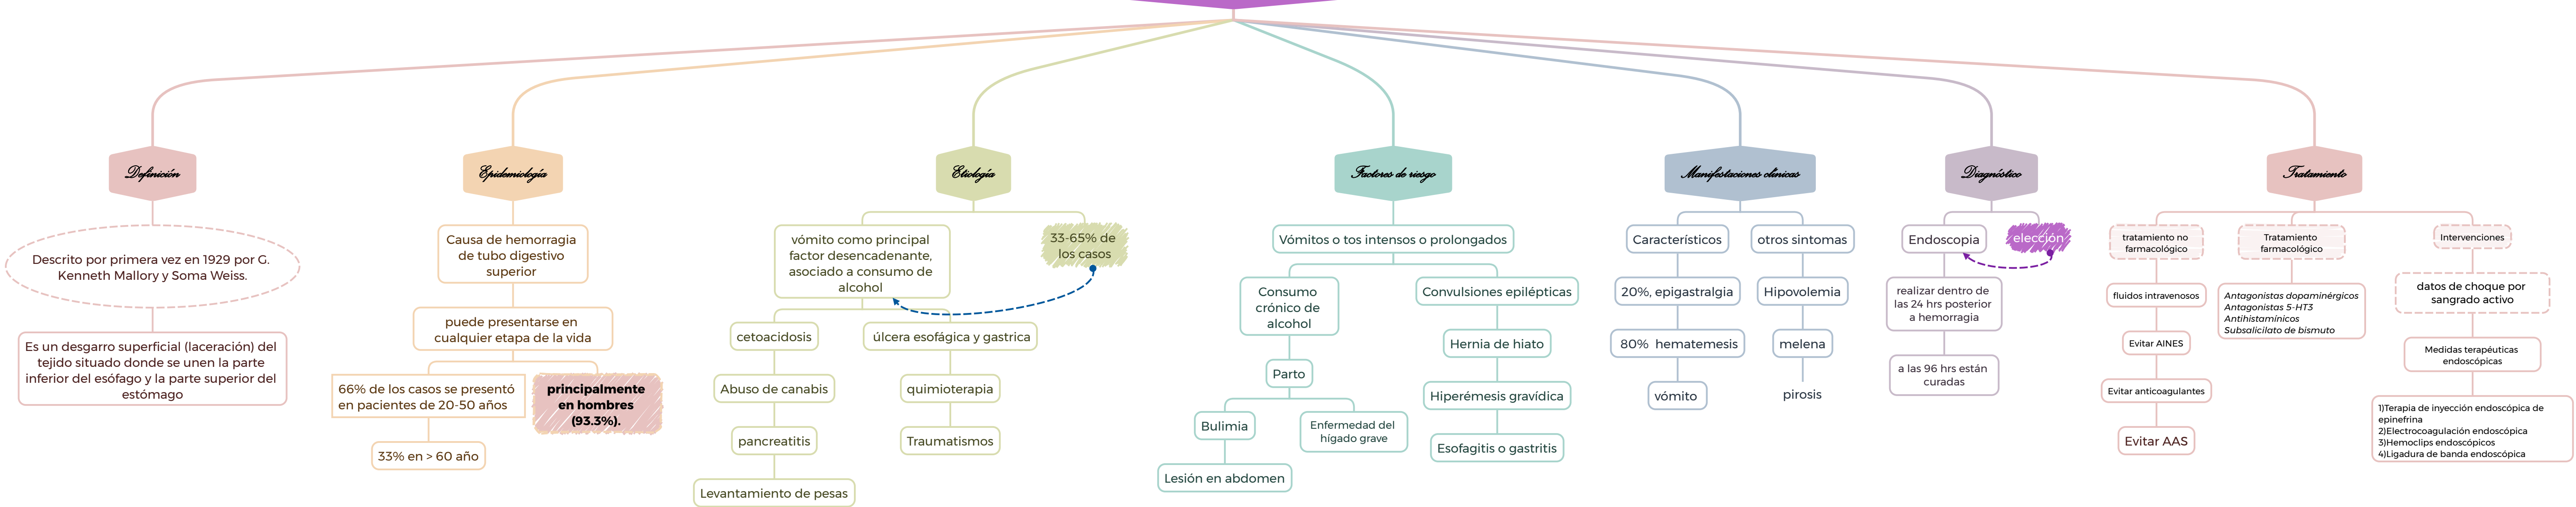 Definición
Descrito por primera vez en 1929 por G.
Kenneth Mallory y Soma Weiss.
Es un desgarro superficial (laceración) del
tejido situado donde se unen la parte
inferior del esófago y la parte superior del
estómago
Epidemiología
Causa de hemorragia
de tubo digestivo
superior
puede presentarse en
cualquier etapa de la vida
66% de los casos se presentó
en pacientes de 20-50 años
principalmente
en hombres
(93.3%).
33% en > 60 año
Etiología
vómito como principal
factor desencadenante,
asociado a consumo de
alcohol
33-65% de
los casos
cetoacidosis
Abuso de canabis
pancreatitis
Levantamiento de pesas
úlcera esofágica y gastrica
quimioterapia
Traumatismos
Factores de riesgo
Vómitos o tos intensos o prolongados
Consumo
crónico de
alcohol
Parto
Bulimia
Lesión en abdomen
Enfermedad del
hígado grave
Convulsiones epilépticas
Hernia de hiato
Hiperémesis gravídica
Esofagitis o gastritis
Manifestaciones clínicas
Característicos
20%, epigastralgia
80% hematemesis
vómito
otros sintomas
Hipovolemia
melena
pirosis
Diagnóstico
Endoscopia
elección
realizar dentro de
las 24 hrs posterior
a hemorragia
a las 96 hrs están
curadas
Tratamiento
tratamiento no
farmacológico
fluidos intravenosos
Evitar AINES
Evitar anticoagulantes
Evitar AAS
Tratamiento
farmacológico
Antagonistas dopaminérgicos
Antagonistas 5-HT3
Antihistamínicos
Subsalicilato de bismuto
Intervenciones
datos de choque por
sangrado activo
Medidas terapéuticas
endoscópicas
1)Terapia de inyección endoscópica de
epinefrina
2)Electrocoagulación endoscópica
3)Hemoclips endoscópicos
4)Ligadura de banda endoscópica